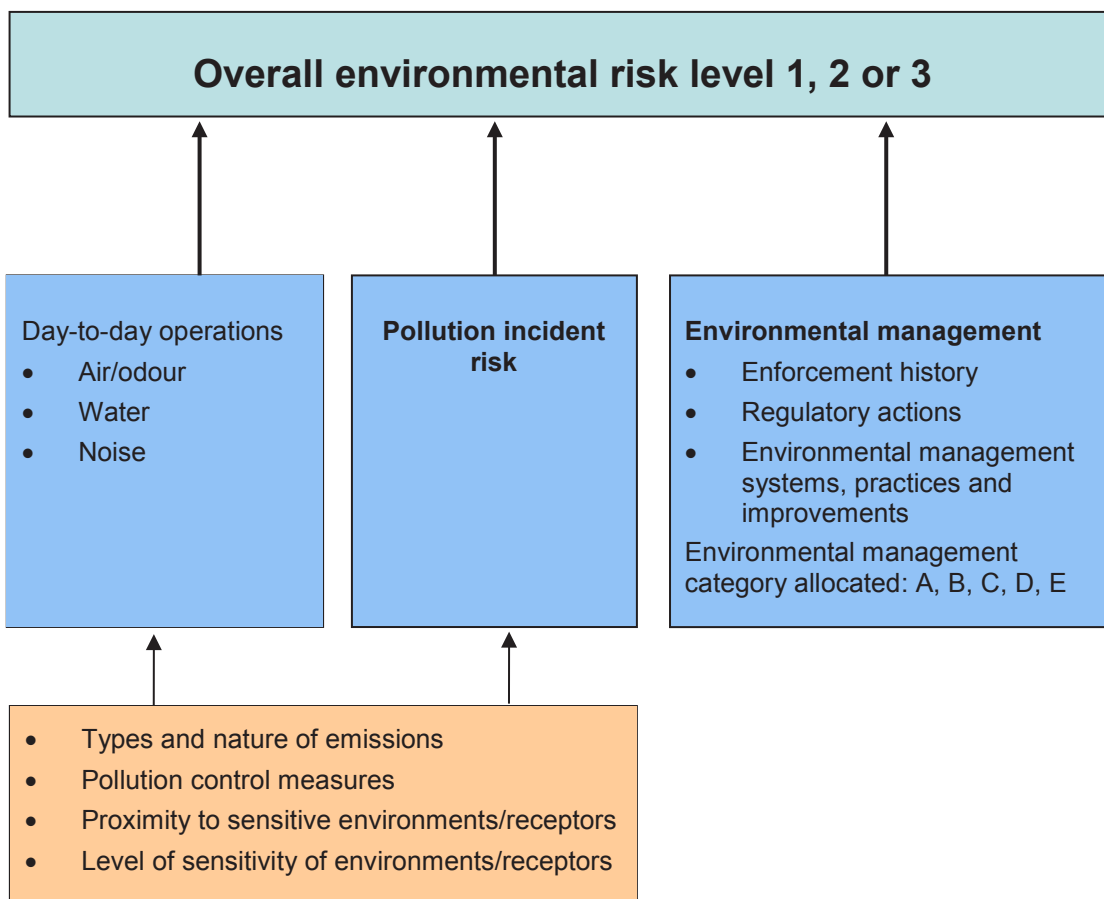 Overall environmental risk level 1, 2 or 3
Day-to-day operations
• Air/odour
• Water
• Noise
Pollution incident
risk
Environmental management
• Enforcement history
• Regulatory actions
• Environmental management
systems, practices and
improvements
Environmental management
category allocated: A, B, C, D, E
• Types and nature of emissions
• Pollution control measures
• Proximity to sensitive environments/receptors
• Level of sensitivity of environments/receptors